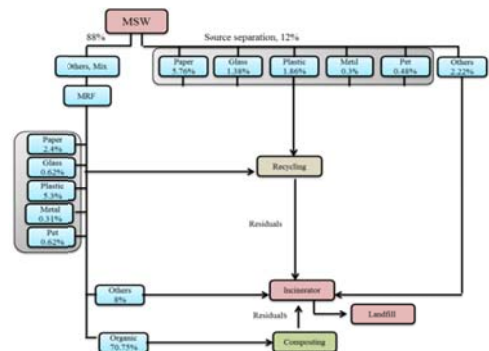 MSW
88%
Source separation, 12%
Others, Mix
Paper
5.76%
Glass
1.38%
Plastic
1.86%
Metal
0.3%
Pet
0.48%
Others
2.22%
MRF
Paper
2.4%
Glass
0.62%
Plastic
5.3%
Metal
0.31%
Pet
0.62%
Recycling
Residuals
Others
8%
Incinerator
Residuals
Landfill
Organic
70.75%
Composting